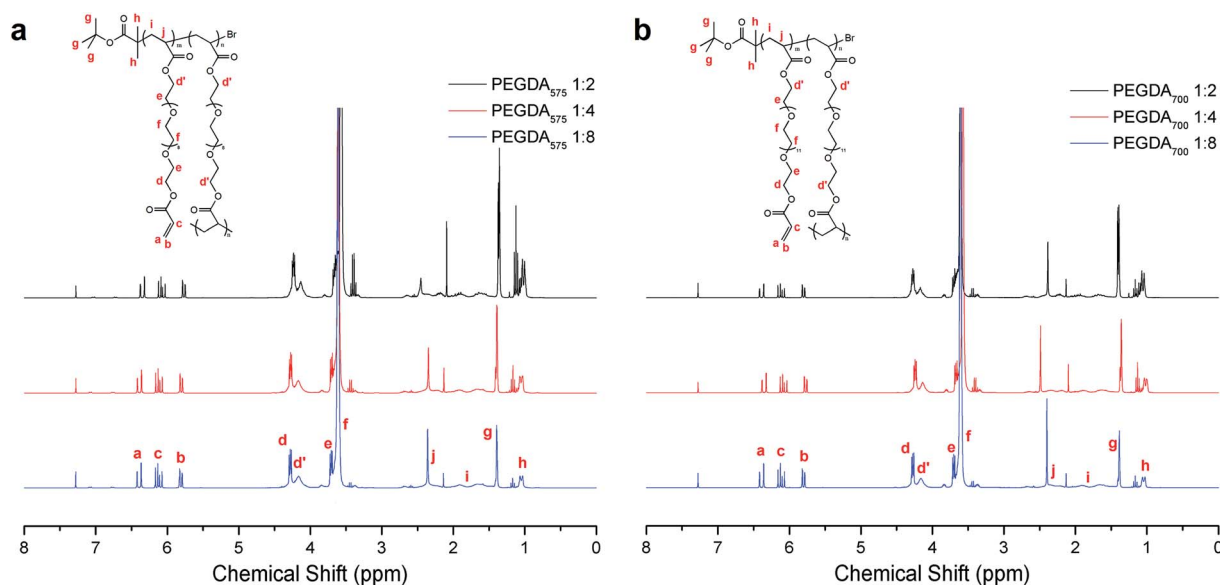 a
g
g
g
O
O
h
h
i
j
m
n
Br
O
O
O
O
d'
d'
e
O
O
f
f
8
8
O
O
e
d
d'
O
O
O
O
c
a
b
n
PEGDA575 1:2
PEGDA575 1:4
PEGDA575 1:8
a
c
b
d
d'
e
f
j
i
g
h
8
7
6
5
4
3
2
1
0
Chemical Shift (ppm)
b
g
g
g
O
O
h
h
i
j
m
n
Br
O
O
O
O
d'
d'
e
O
O
f
f
11
11
O
O
e
d
d'
O
O
O
O
c
a
b
n
PEGDA700 1:2
PEGDA700 1:4
PEGDA700 1:8
a
c
b
d
d'
e
f
j
i
g
h
8
7
6
5
4
3
2
1
0
Chemical Shift (ppm)